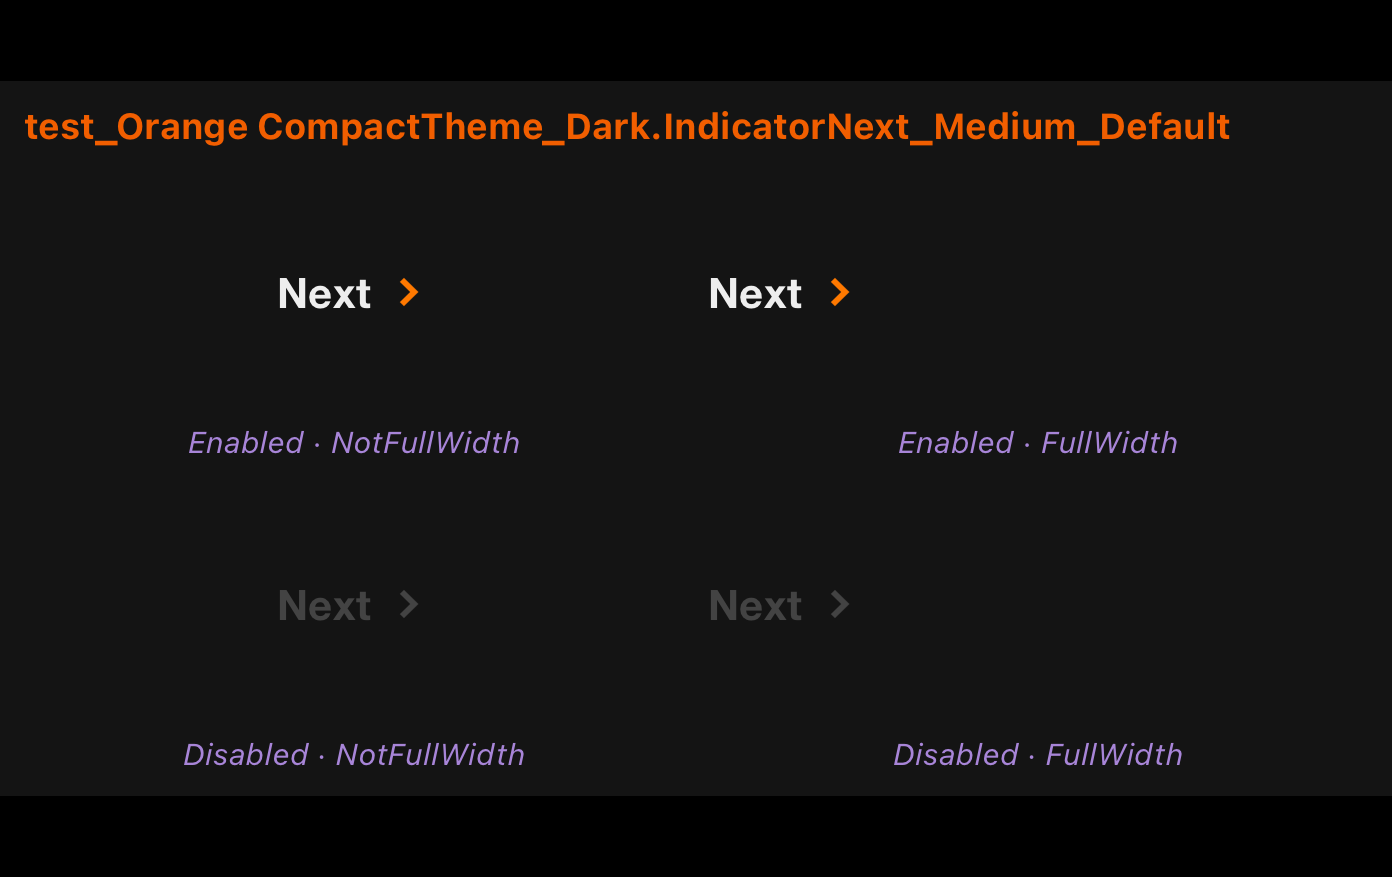 test_Orange CompactTheme_Dark.IndicatorNext_Medium_Default
Next Next
Enabled · NotFullWidth Enabled · FullWidth
Next Next
Disabled · NotFullWidth Disabled · FullWidth